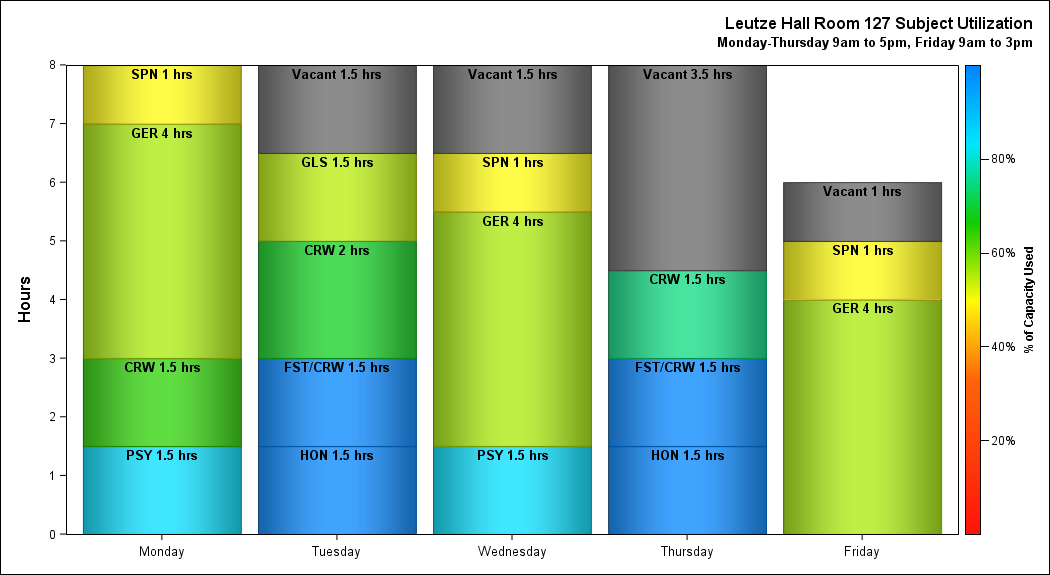 Leutze Hall Room 127 Subject Utilization
Monday-Thursday 9am to 5pm, Friday 9am to 3pm
Hours
8
7
6
5
4
3
2
1
0
SPN 1 hrs
GER 4 hrs
CRW 1.5 hrs
PSY 1.5 hrs
Vacant 1.5 hrs
GLS 1.5 hrs
CRW 2 hrs
FST/CRW 1.5 hrs
HON 1.5 hrs
Vacant 1.5 hrs
SPN 1 hrs
GER 4 hrs
PSY 1.5 hrs
Vacant 3.5 hrs
CRW 1.5 hrs
FST/CRW 1.5 hrs
HON 1.5 hrs
Vacant 1 hrs
SPN 1 hrs
GER 4 hrs
Monday
Tuesday
Wednesday
Thursday
Friday
80%
60%
40%
20%
% of Capacity Used